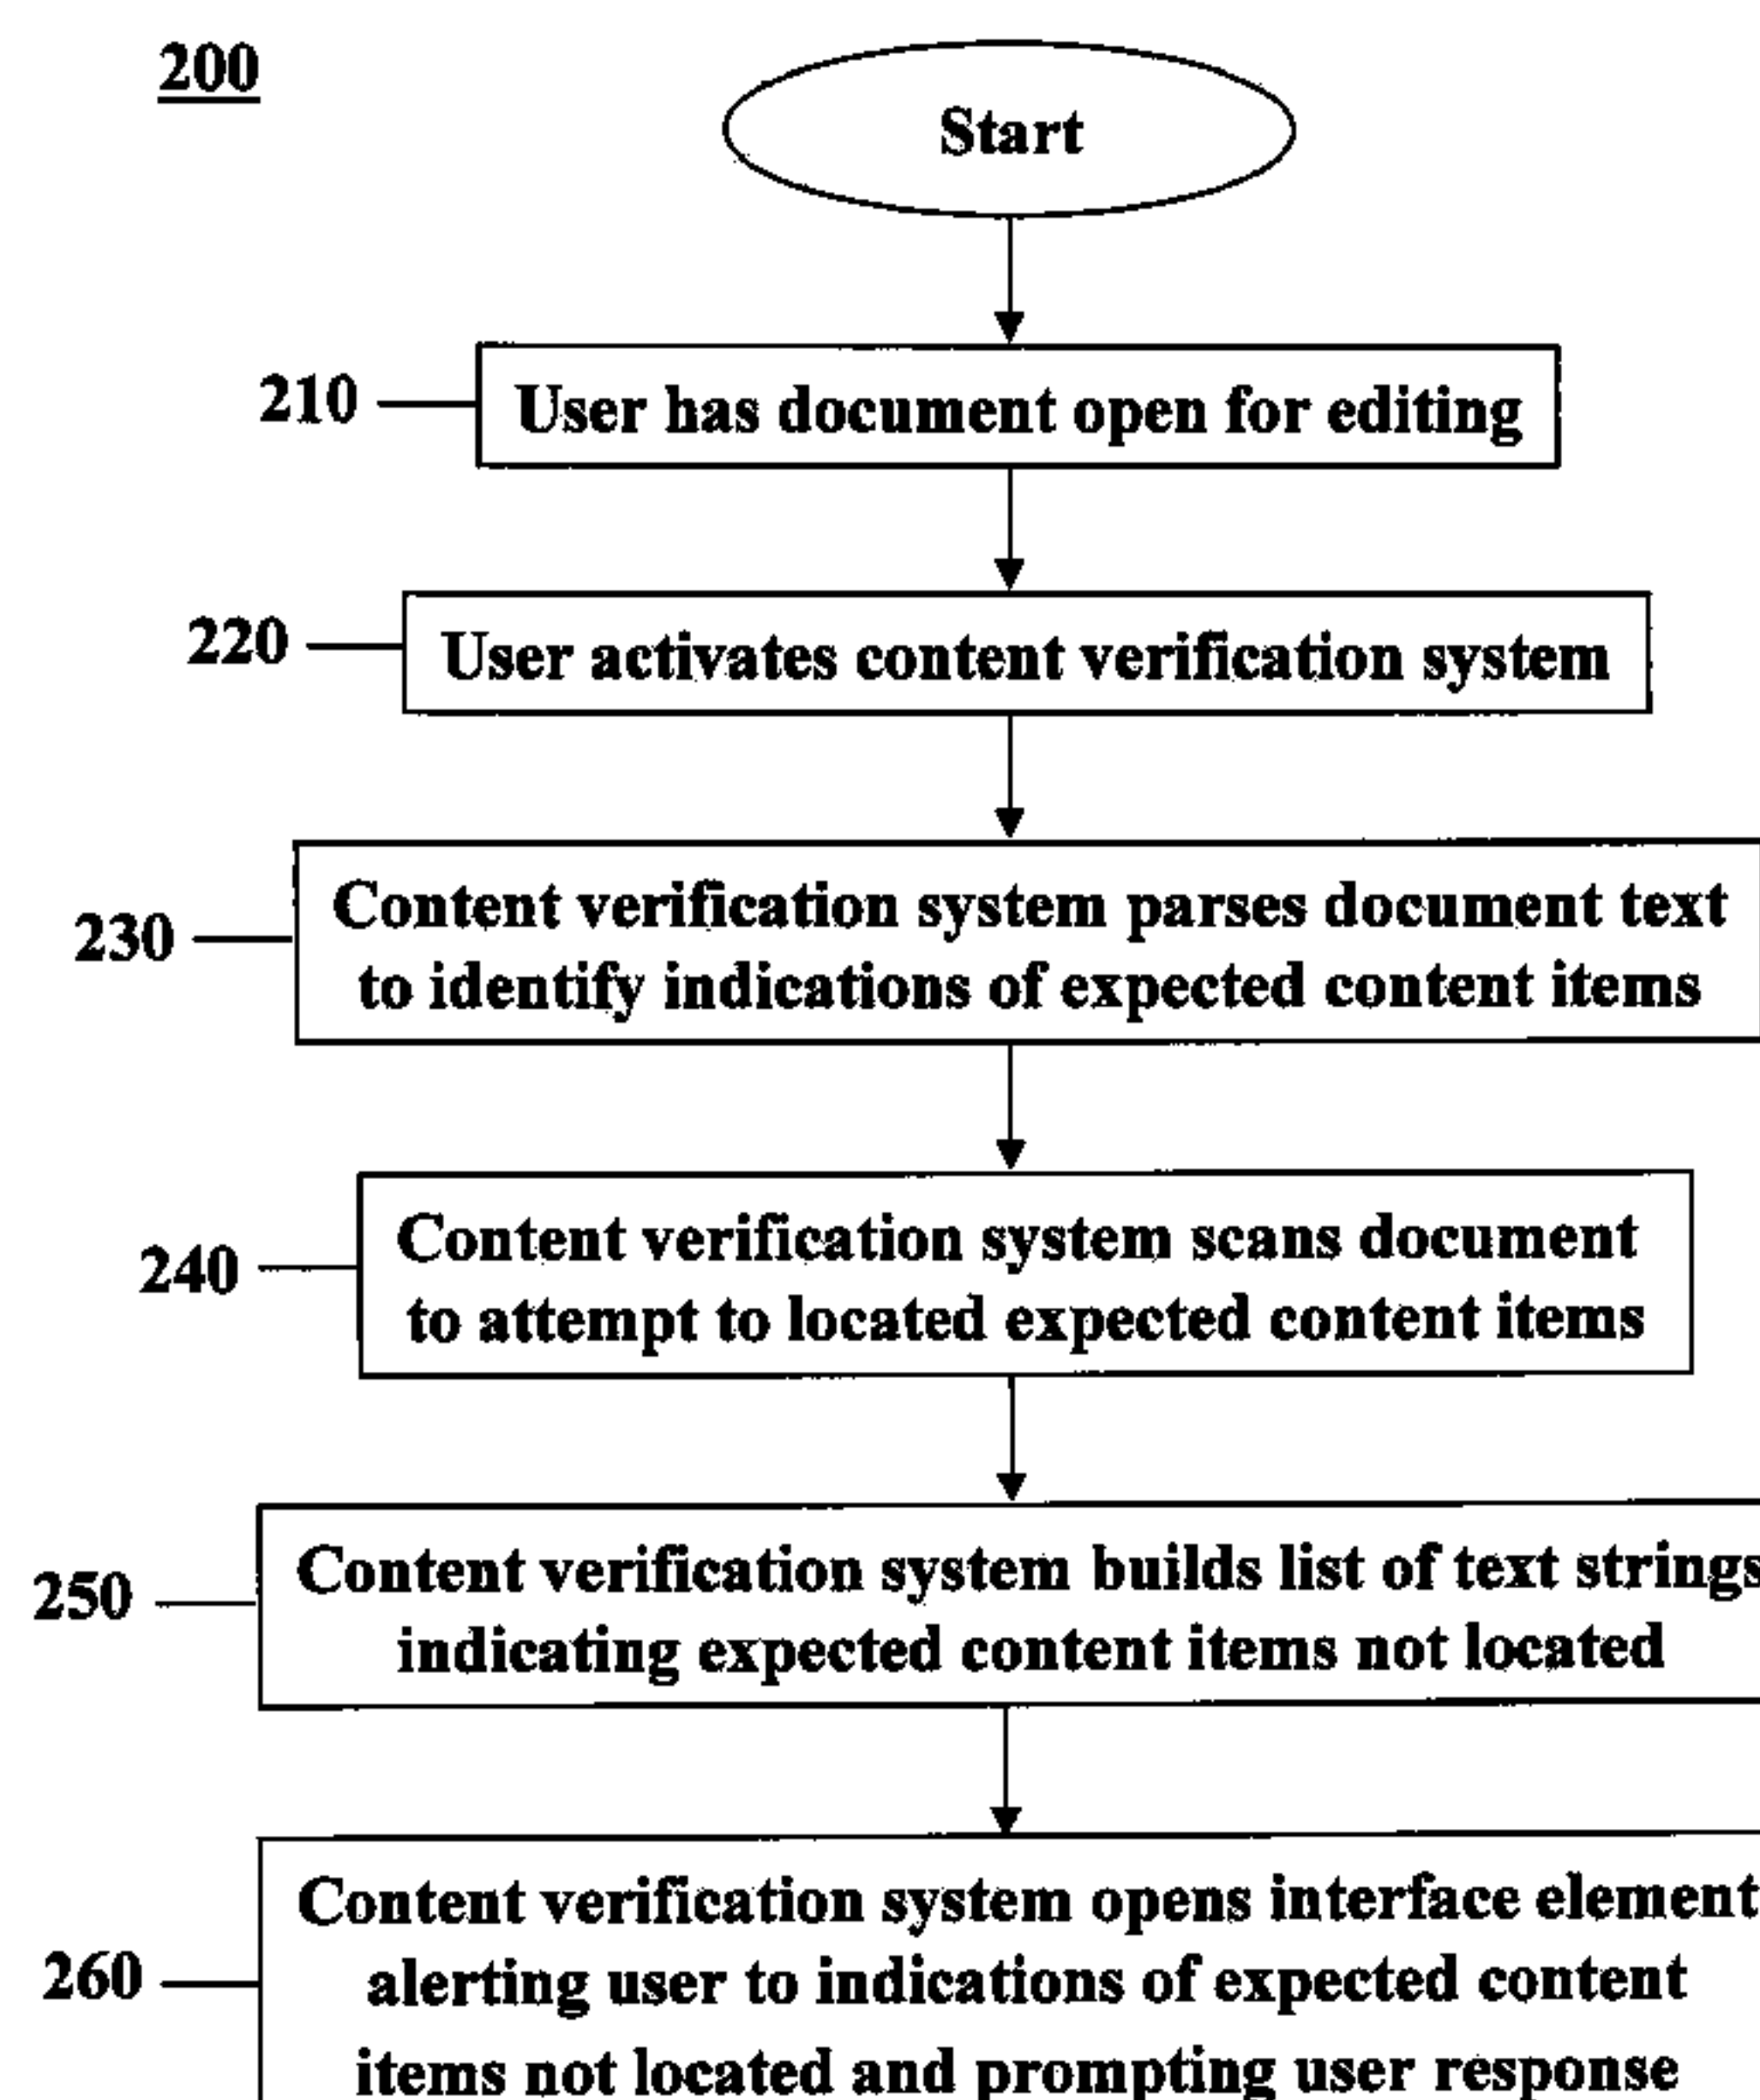 200
Start
210
User has document open for editing
220
User activates content verification system
230
Content verification system parses document text
to identify indications of expected content items
240
Content verification system scans document
to attempt to located expected content items
250
Content verification system builds list of text strings
indicating expected content items not located
260
Content verification system opens interface element
alerting user to indications of expected content
items not located and prompting user response